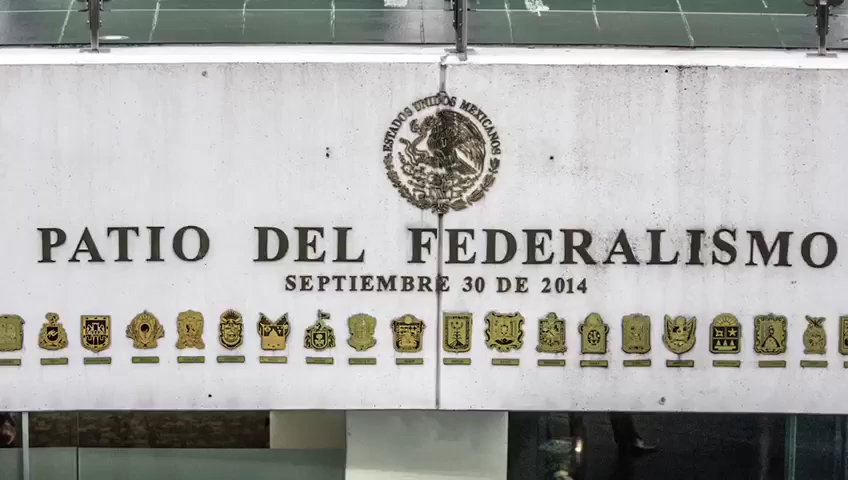 ESTADOS UNIDOS MEXICANOS
PATIO DEL FEDERALISMO
SEPTIEMBRE 30 DE 2014